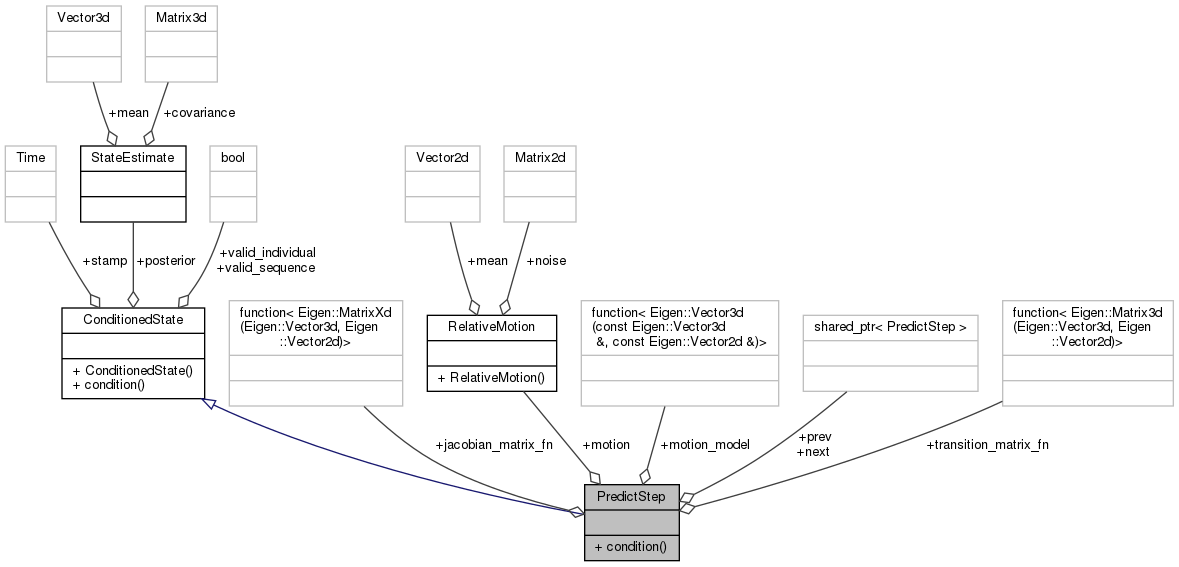 Vector3d
Matrix3d
+mean
+covariance
Time
StateEstimate
bool
Vector2d
Matrix2d
+stamp
+posterior
+valid_individual
+valid_sequence
+mean
+noise
ConditionedState
+ ConditionedState()
+ condition()
function< Eigen::MatrixXd
(Eigen::Vector3d, Eigen
::Vector2d)>
RelativeMotion
+ RelativeMotion()
function< Eigen::Vector3d
(const Eigen::Vector3d
&, const Eigen::Vector2d &)>
shared_ptr< PredictStep >
function< Eigen::Matrix3d
(Eigen::Vector3d, Eigen
::Vector2d)>
+jacobian_matrix_fn
+motion
+motion_model
+prev
+next
+transition_matrix_fn
PredictStep
+ condition()